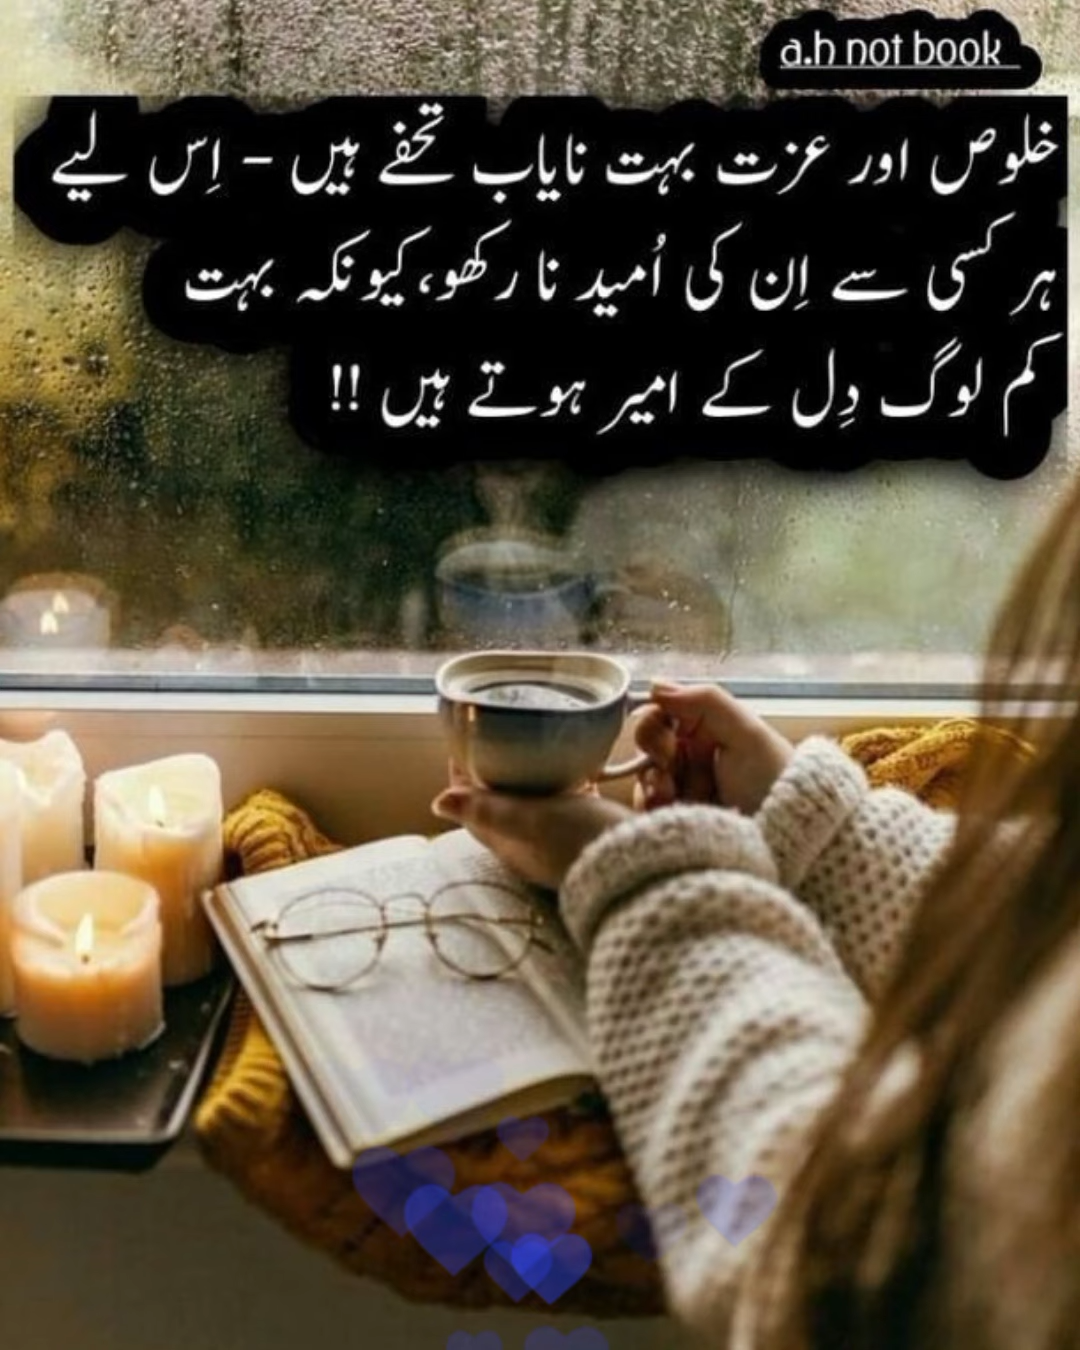 a.h not book
خلوص اور عزت بہت نایاب تحفے ہیں – اِس لیے
ہر کسی سے اِن کی اُمید نا رکھو، کیونکہ بہت
کم لوگ دِل کے امیر ہوتے ہیں !!